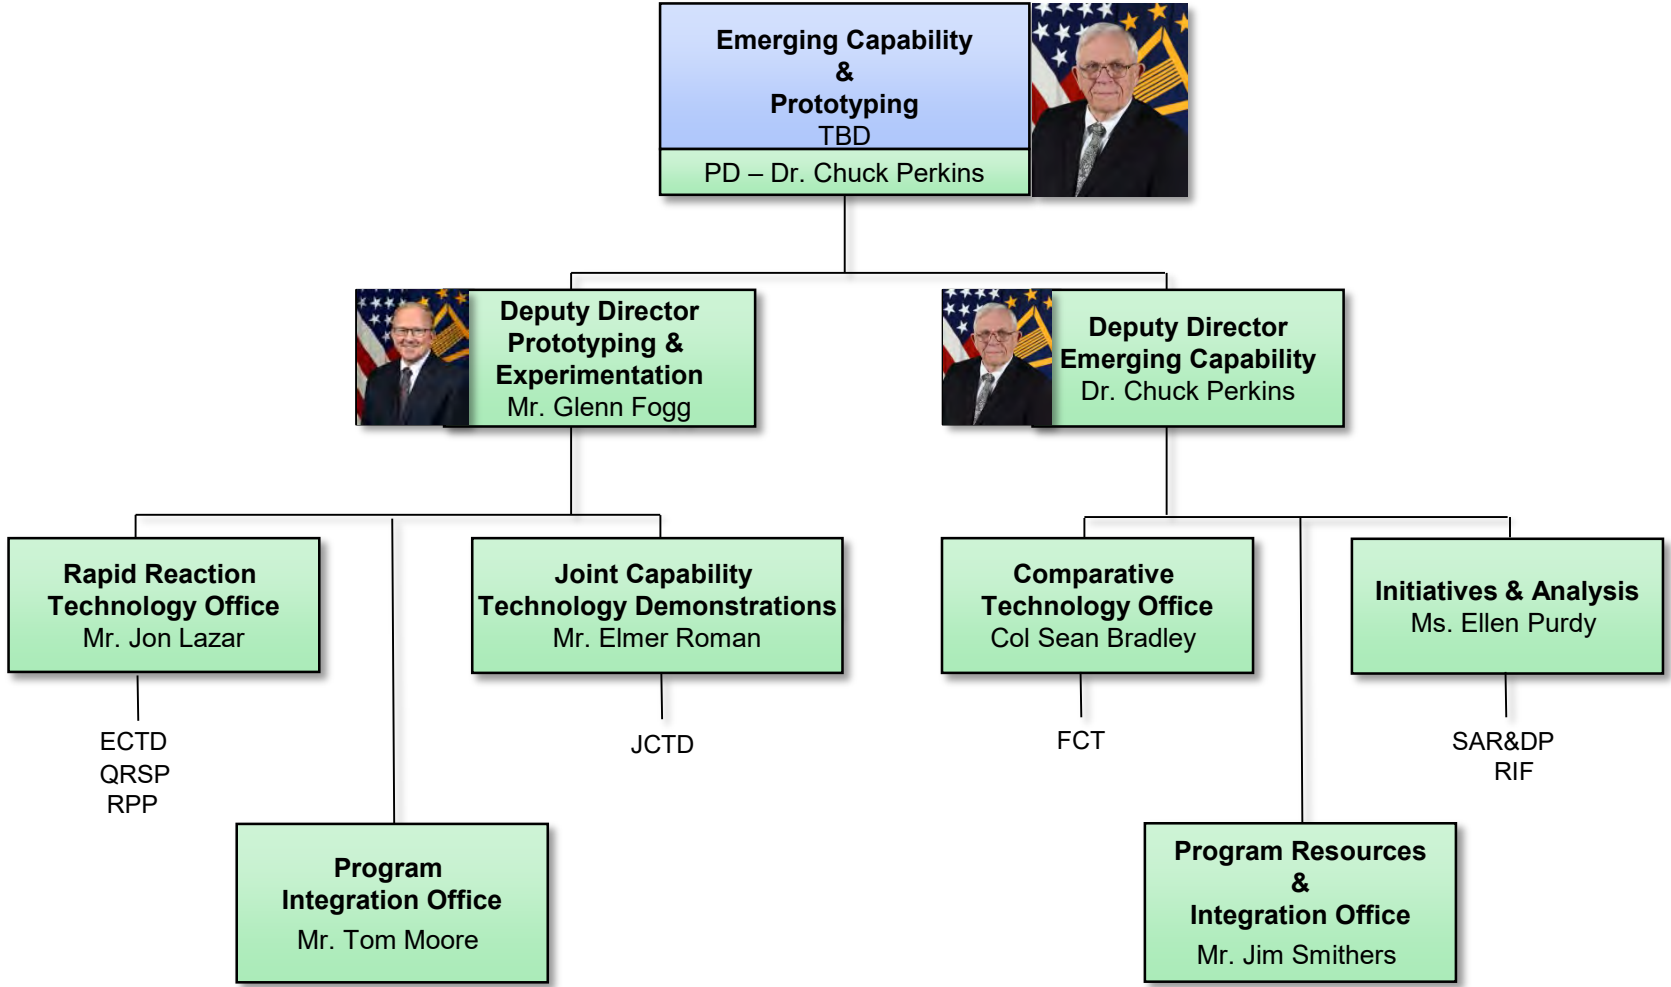 Emerging Capability
&
Prototyping
TBD
PD – Dr. Chuck Perkins
Deputy Director
Prototyping &
Experimentation
Mr. Glenn Fogg
Deputy Director
Emerging Capability
Dr. Chuck Perkins
Rapid Reaction
Technology Office
Mr. Jon Lazar
Joint Capability
Technology Demonstrations
Mr. Elmer Roman
Comparative
Technology Office
Col Sean Bradley
Initiatives & Analysis
Ms. Ellen Purdy
ECTD
QRSP
RPP
JCTD
FCT
SAR&DP
RIF
Program
Integration Office
Mr. Tom Moore
Program Resources
&
Integration Office
Mr. Jim Smithers